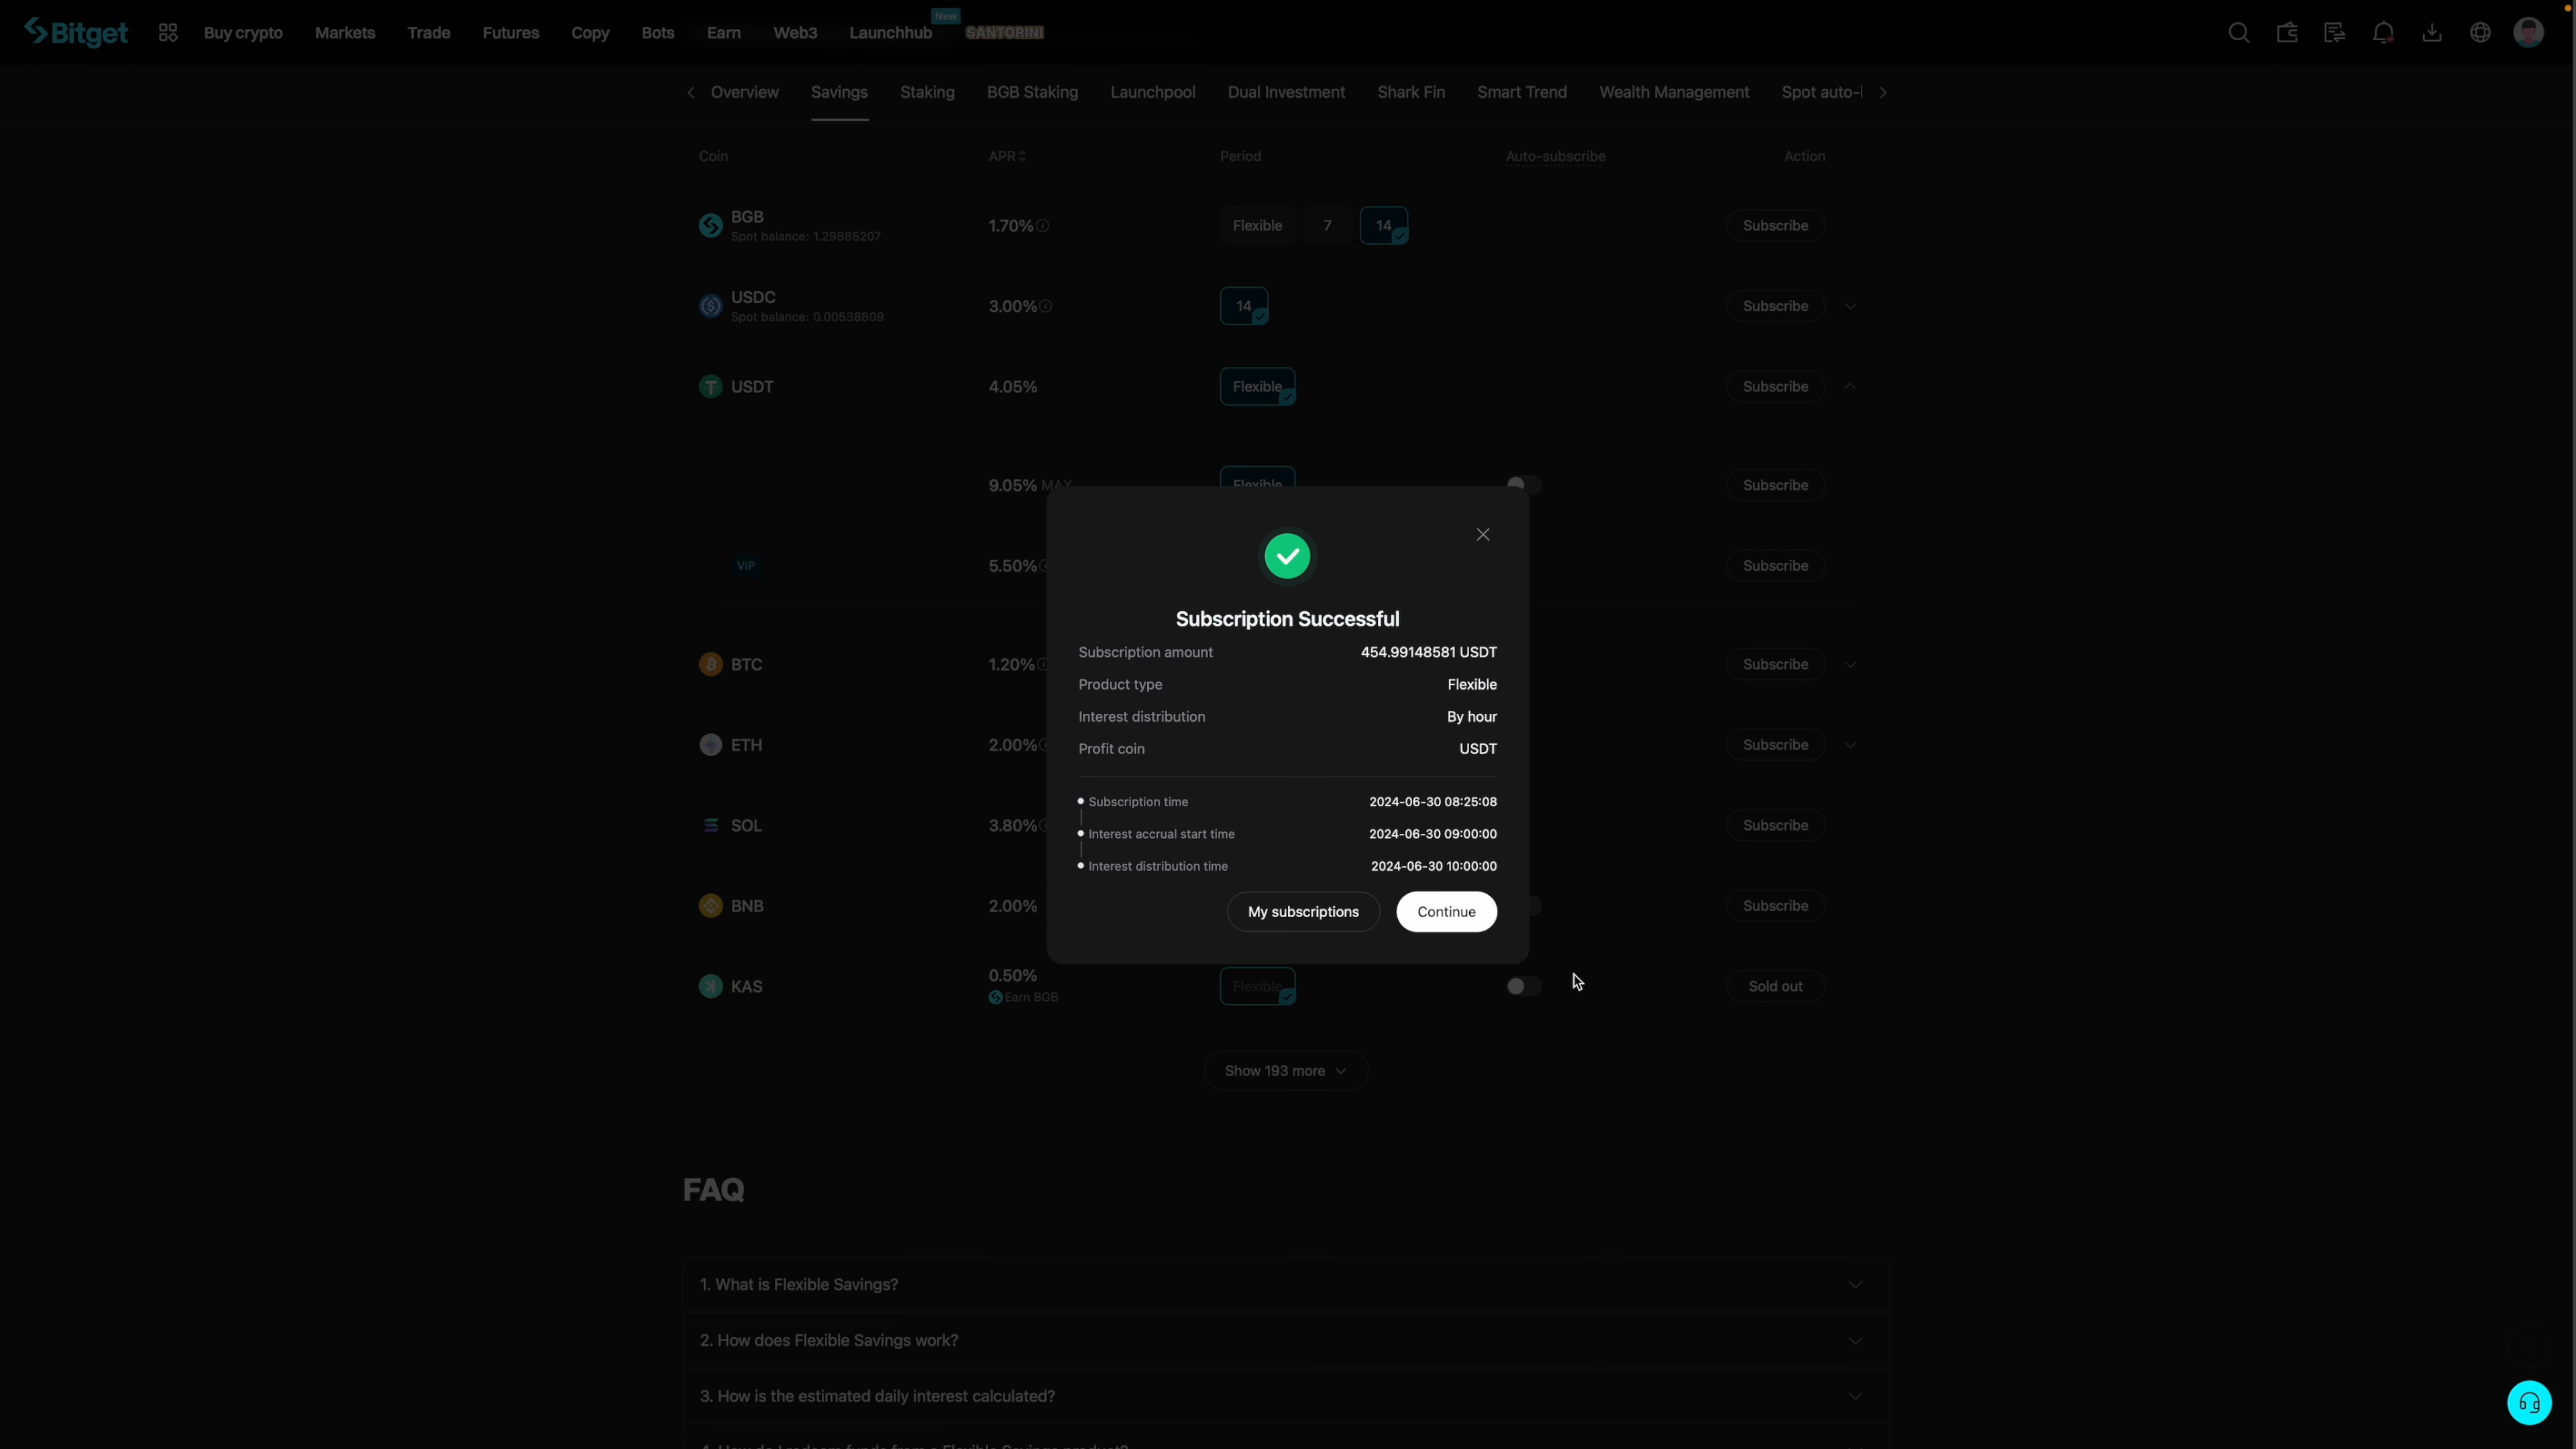 Bitget Buy crypto Markets Trade Futures Copy Bots Earn Web3 Launchhub New SANTORINI
Overview Savings Staking BGB Staking Launchpool Dual Investment Shark Fin Smart Trend Wealth Management Spot auto-i
Coin APR Period Auto-subscribe Action
BGB
Spot balance: 1.29885207
1.70% Flexible 7 14 Subscribe
USDC
Spot balance: 0.00538809
3.00% 14 Subscribe
USDT 4.05% Flexible Subscribe
9.05% MAX Flexible Subscribe
VIP 5.50% Subscribe
BTC 1.20% Subscribe
ETH 2.00% Subscribe
SOL 3.80% Subscribe
BNB 2.00% Subscribe
KAS 0.50% Flexible Sold out
Earn BGB
Subscription Successful
Subscription amount 454.99148581 USDT
Product type Flexible
Interest distribution By hour
Profit coin USDT
Subscription time 2024-06-30 08:25:08
Interest accrual start time 2024-06-30 09:00:00
Interest distribution time 2024-06-30 10:00:00
My subscriptions Continue
Show 193 more
FAQ
1. What is Flexible Savings?
2. How does Flexible Savings work?
3. How is the estimated daily interest calculated?